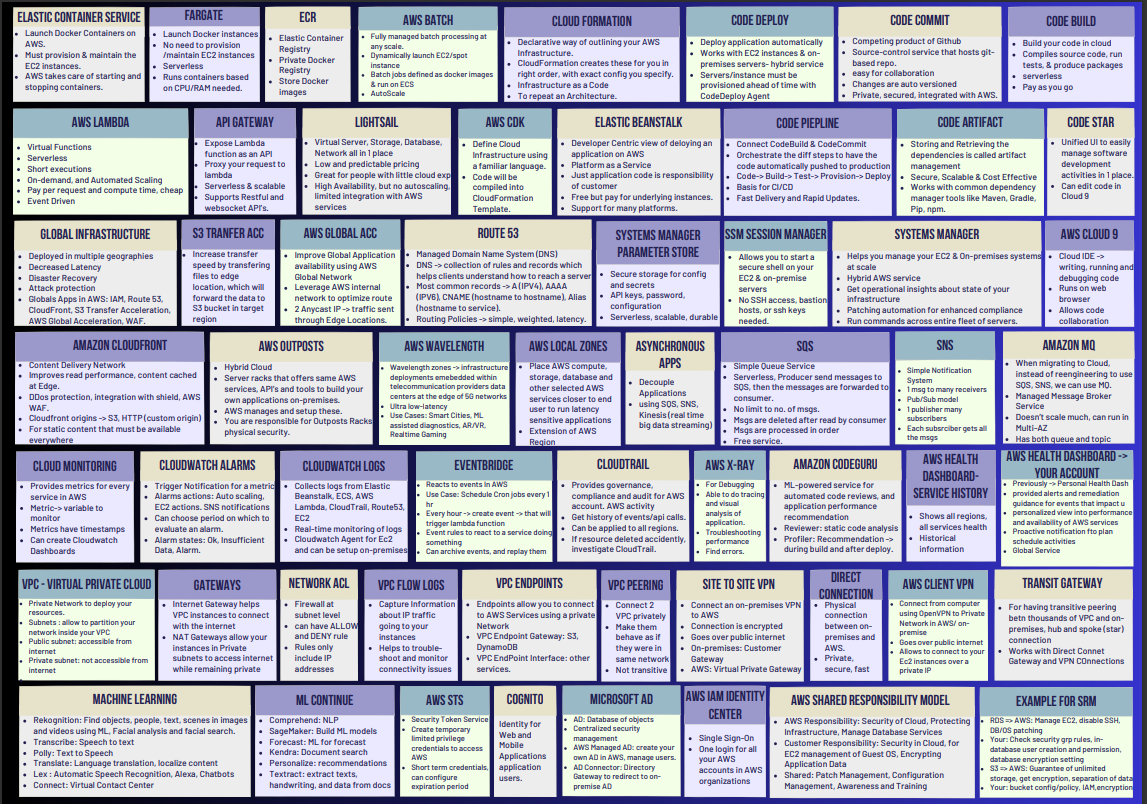 ELASTIC CONTAINER SERVICE
Launch Docker Containers on
AWS.
Must provision & maintain the
EC2 instances.
AWS takes care of starting and
stopping containers.
FARGATE
Launch Docker instances
No need to provision
/maintain EC2 instances
Serverless
Runs containers based
on CPU/RAM needed.
ECR
Elastic Container
Registry
Private Docker
Registry
Store Docker
images
AWS BATCH
Fully managed batch processing at
any scale.
Dynamically launch EC2/spot
instance
Batch jobs defined as docker images
& run on ECS
AutoScale
CLOUD FORMATION
Declarative way of outlining your AWS
Infrastructure.
CloudFormation creates these for you in
right order, with exact config you specify.
Infrastructure as a Code
To repeat an Architecture.
CODE DEPLOY
Deploy application automatically
Works with EC2 instances & on-
premises servers- hybrid service
Servers/instance must be
provisioned ahead of time with
CodeDeploy Agent
CODE COMMIT
Competing product of Github
Source-control service that hosts git-
based repo.
easy for collaboration
Changes are auto versioned
Private, secured, integrated with AWS.
CODE BUILD
Build your code in cloud
Compiles source code, run
tests, & produce packages
serverless
Pay as you go
AWS LAMBDA
Virtual Functions
Serverless
Short executions
On-demand, and Automated Scaling
Pay per request and compute time, cheap
Event Driven
API GATEWAY
Expose Lambda
function as an API
Proxy your request to
lambda
Serverless & scalable
Supports Restful and
websocket API's.
LIGHTSAIL
Virtual Server, Storage, Database,
Network all in 1 place
Low and predictable pricing
Great for people with little cloud exp
High Availability, but no autoscaling,
limited integration with AWS
services
AWS CDK
Define Cloud
Infrastructure using
a familiar language.
Code will be
compiled into
CloudFormation
Template.
ELASTIC BEANSTALK
Developer Centric view of deloying an
application on AWS
Platform as a Service
Just application code is responsibility
of customer
Free but pay for underlying instances.
Support for many platforms.
CODE PIEPLINE
Connect CodeBuild & CodeCommit
Orchestrate the diff steps to have the
code automatically pushed to production
Code-> Build-> Test-> Provision-> Deploy
Basis for CI/CD
Fast Delivery and Rapid Updates.
CODE ARTIFACT
Storing and Retrieving the
dependencies is called artifact
management
Secure, Scalable & Cost Effective
Works with common dependency
manager tools like Maven, Gradle,
Pip, npm.
CODE STAR
Unified UI to easily
manage software
development
activities in 1 place.
Can edit code in
Cloud 9
GLOBAL INFRASTRUCTURE
Deployed in multiple geographies
Decreased Latency
Disaster Recovery
Attack protection
Globals Apps in AWS: IAM, Route 53,
CloudFront, S3 Transfer Acceleration,
AWS Global Acceleration, WAF.
S3 TRANFER ACC
Increase transfer
speed by transfering
files to edge
location, which will
forward the data to
S3 bucket in target
region
AWS GLOBAL ACC
Improve Global Application
availability using AWS
Global Network
Leverage AWS internal
network to optimize route
2 Anycast IP -> traffic sent
through Edge Locations.
ROUTE 53
Managed Domain Name System (DNS)
DNS -> collection of rules and records which
helps clients understand how to reach a server
Most common records -> A (IPV4), AAAA
(IPV6), CNAME (hostname to hostname), Alias
(hostname to service).
Routing Policies -> simple, weighted, latency.
SYSTEMS MANAGER
PARAMETER STORE
Secure storage for config
and secrets
API keys, password,
configuration
Serverless, scalable, durable
SSM SESSION MANAGER
Allows you to start a
secure shell on your
EC2 & on-premise
servers
No SSH access, bastion
hosts, or ssh keys
needed.
SYSTEMS MANAGER
Helps you manage your EC2 & On-premises systems
at scale
Hybrid AWS service
Get operational insights about state of your
infrastructure
Patching automation for enhanced compliance
Run commands across entire fleet of servers.
AWS CLOUD 9
Cloud IDE ->
writing, running and
debugging code
Runs on web
browser
Allows code
collaboration
AMAZON CLOUDFRONT
Content Delivery Network
Improves read performance, content cached
at Edge.
DDos protection, integration with shield, AWS
WAF.
Cloudfront origins -> S3, HTTP (custom origin)
For static content that must be available
everywhere
AWS OUTPOSTS
Hybrid Cloud
Server racks that offers same AWS
services, API's and tools to build your
own applications on-premises.
AWS manages and setup these.
You are responsible for Outposts Racks
physical security.
AWS WAVELENGTH
Wavelength zones -> infrastructure
deployments emebedded within
telecommunication providers data
centers at the edge of 5G networks
Ultra low-latency
Use Cases: Smart Cities, ML
assisted diagnostics, AR/VR,
Realtime Gaming
AWS LOCAL ZONES
Place AWS compute,
storage, database and
other selected AWS
services closer to end
user to run latency
sensitive applications
Extension of AWS
Region
ASYNCHRONOUS
APPS
Decouple
Applications
using SQS, SNS,
Kinesis (real time
big data streaming)
SQS
Simple Queue Service
Serverless, Producer send messages to
SQS, then the messages are forwarded to
consumer.
No limit to no. of msgs.
Msgs are deleted after read by consumer
Msgs are processed in order
Free service.
SNS
Simple Notification
System
1 msg to many receivers
Pub/Sub model
1 publisher many
subscribers
Each subsrciber gets all
the msgs
AMAZON MQ
When migrating to Cloud,
instead of reengineering to use
SQS, SNS, we can use MQ.
Managed Message Broker
Service
Doesn't scale much, can run in
Multi-AZ
Has both queue and topic
CLOUD MONITORING
Provides metrics for every
service in AWS
Metric-> variable to
monitor
Metrics have timestamps
Can create Cloudwatch
Dashboards
CLOUDWATCH ALARMS
Trigger Notification for a metric
Alarms actions: Auto scaling,
EC2 actions. SNS notifications
Can choose period on which to
evaluate an alarm.
Alarm states: Ok, Insufficient
Data, Alarm.
CLOUDWATCH LOGS
Collects logs from Elastic
Beanstalk, ECS, AWS
Lambda, CloudTrail, Route53,
EC2
Real-time monitoring of logs
Cloudwatch Agent for Ec2
and can be setup on-premises
EVENTBRIDGE
Reacts to events in AWS
Use Case: Schedule Cron jobs every 1
hr
Every hour -> create event -> that will
trigger lambda function
Event rules to react to a service doing
something
Can archive events, and replay them
CLOUDTRAIL
Provides governance,
compliance and audit for AWS
account. AWS activity
Get history of events/api calls.
Can be applied to all regions.
If resource deleted accidently,
investigate CloudTrail.
AWS X-RAY
For Debugging
Able to do tracing
and visual
analysis of
application.
Troubleshooting
performance
Find errors.
AMAZON CODEGURU
ML-powered service for
automated code reviews, and
application performance
recommendation
Reviewer: static code analysis
Profiler: Recommendation ->
during build and after deploy.
AWS HEALTH
DASHBOARD-
SERVICE HISTORY
Shows all regions,
all services health
Historical
information
AWS HEALTH DASHBOARD ->
YOUR ACCOUNT
Previously -> Personal Health Dash
provided alerts and remediation
guidance for events that impact u
personalized view into performance
and availability of AWS services
Proactive notification fto plan
schedule activities
Global Service
VPC - VIRTUAL PRIVATE CLOUD
Private Network to deploy your
resources.
Subnets : allow to partition your
network inside your VPC
Public subnet: accessible from
internet
Private subnet: not accessible from
internet
GATEWAYS
Internet Gateway helps
VPC instances to connect
with the internet
NAT Gateways allow your
instances in Private
subnets to access internet
while remaining private
NETWORK ACL
Firewall at
subnet level
can have ALLOW
and DENY rule
Rules only
include IP
addresses
VPC FLOW LOGS
Capture Information
about IP traffic
going to your
instances
Helps to trouble-
shoot and monitor
connectivity issues
VPC ENDPOINTS
Endpoints allow you to connect
to AWS Services using a private
Network
VPC Endpoint Gateway: S3,
DynamoDB
VPC EndPoint Interface: other
services.
VPC PEERING
Connect 2
VPC privately
Make them
behave as if
they were in
same network
Not transitive
SITE TO SITE VPN
Connect an on-premises VPN
to AWS
Connection is encrypted
Goes over public internet
On-premises: Customer
Gateway
AWS: Virtual Private Gateway
DIRECT
CONNECTION
Physical
connection
between on-
premises and
AWS.
Private,
secure, fast
AWS CLIENT VPN
Connect from computer
using OpenVPN to Private
Network in AWS/ on-
premise
Goes over public internet
Allows to connect to your
Ec2 instances over a
private IP
TRANSIT GATEWAY
For having transitive peering
betn thousands of VPC and on-
premises, hub and spoke (star)
connection
Works with Direct Connet
Gateway and VPN COnnections
MACHINE LEARNING
Rekognition: Find objects, people, text, scenes in images
and videos using ML, Facial analysis and facial search.
Transcribe: Speech to text
Polly: Text to Speech
Translate: Language translation, localize content
Lex : Automatic Speech Recognition, Alexa, Chatbots
Connect: Virtual Contact Center
ML CONTINUE
Comprehend: NLP
SageMaker: Build ML models
Forecast: ML for forecast
Kendra: Document search
Personalize: recommendations
Textract: extract texts,
handwriting, and data from docs
AWS STS
Security Token Service
Create temporary
limited privilege
credentials to access
AWS
Short term credentials,
can configure
expiration period
COGNITO
Identity for
Web and
Mobile
Applications
application
users.
MICROSOFT AD
AD: Database of objects
Centralized security
management
AWS Managed AD: create your
own AD in AWS, manage users.
AD Connector: Directory
Gateway to redirect to on-
premise AD
AWS IAM IDENTITY
CENTER
Single Sign-On
One login for all
your AWS
accounts in AWS
organizations
AWS SHARED RESPONSIBILITY MODEL
AWS Responsibility: Security of Cloud, Protecting
Infrastructure, Manage Database Services
Customer Responsibility: Security in Cloud, for
EC2 management of Guest OS, Encrypting
Application Data
Shared: Patch Management, Configuration
Management, Awareness and Training
EXAMPLE FOR SRM
RDS => AWS: Manage EC2, disable SSH,
DB/OS patching
Your: Check security grp rules, in-
database user creation and permission,
database encryption setting
S3 => AWS: Guarantee of unlimited
storage, get encryption, separation of data
Your: bucket config/policy, IAM,encryption